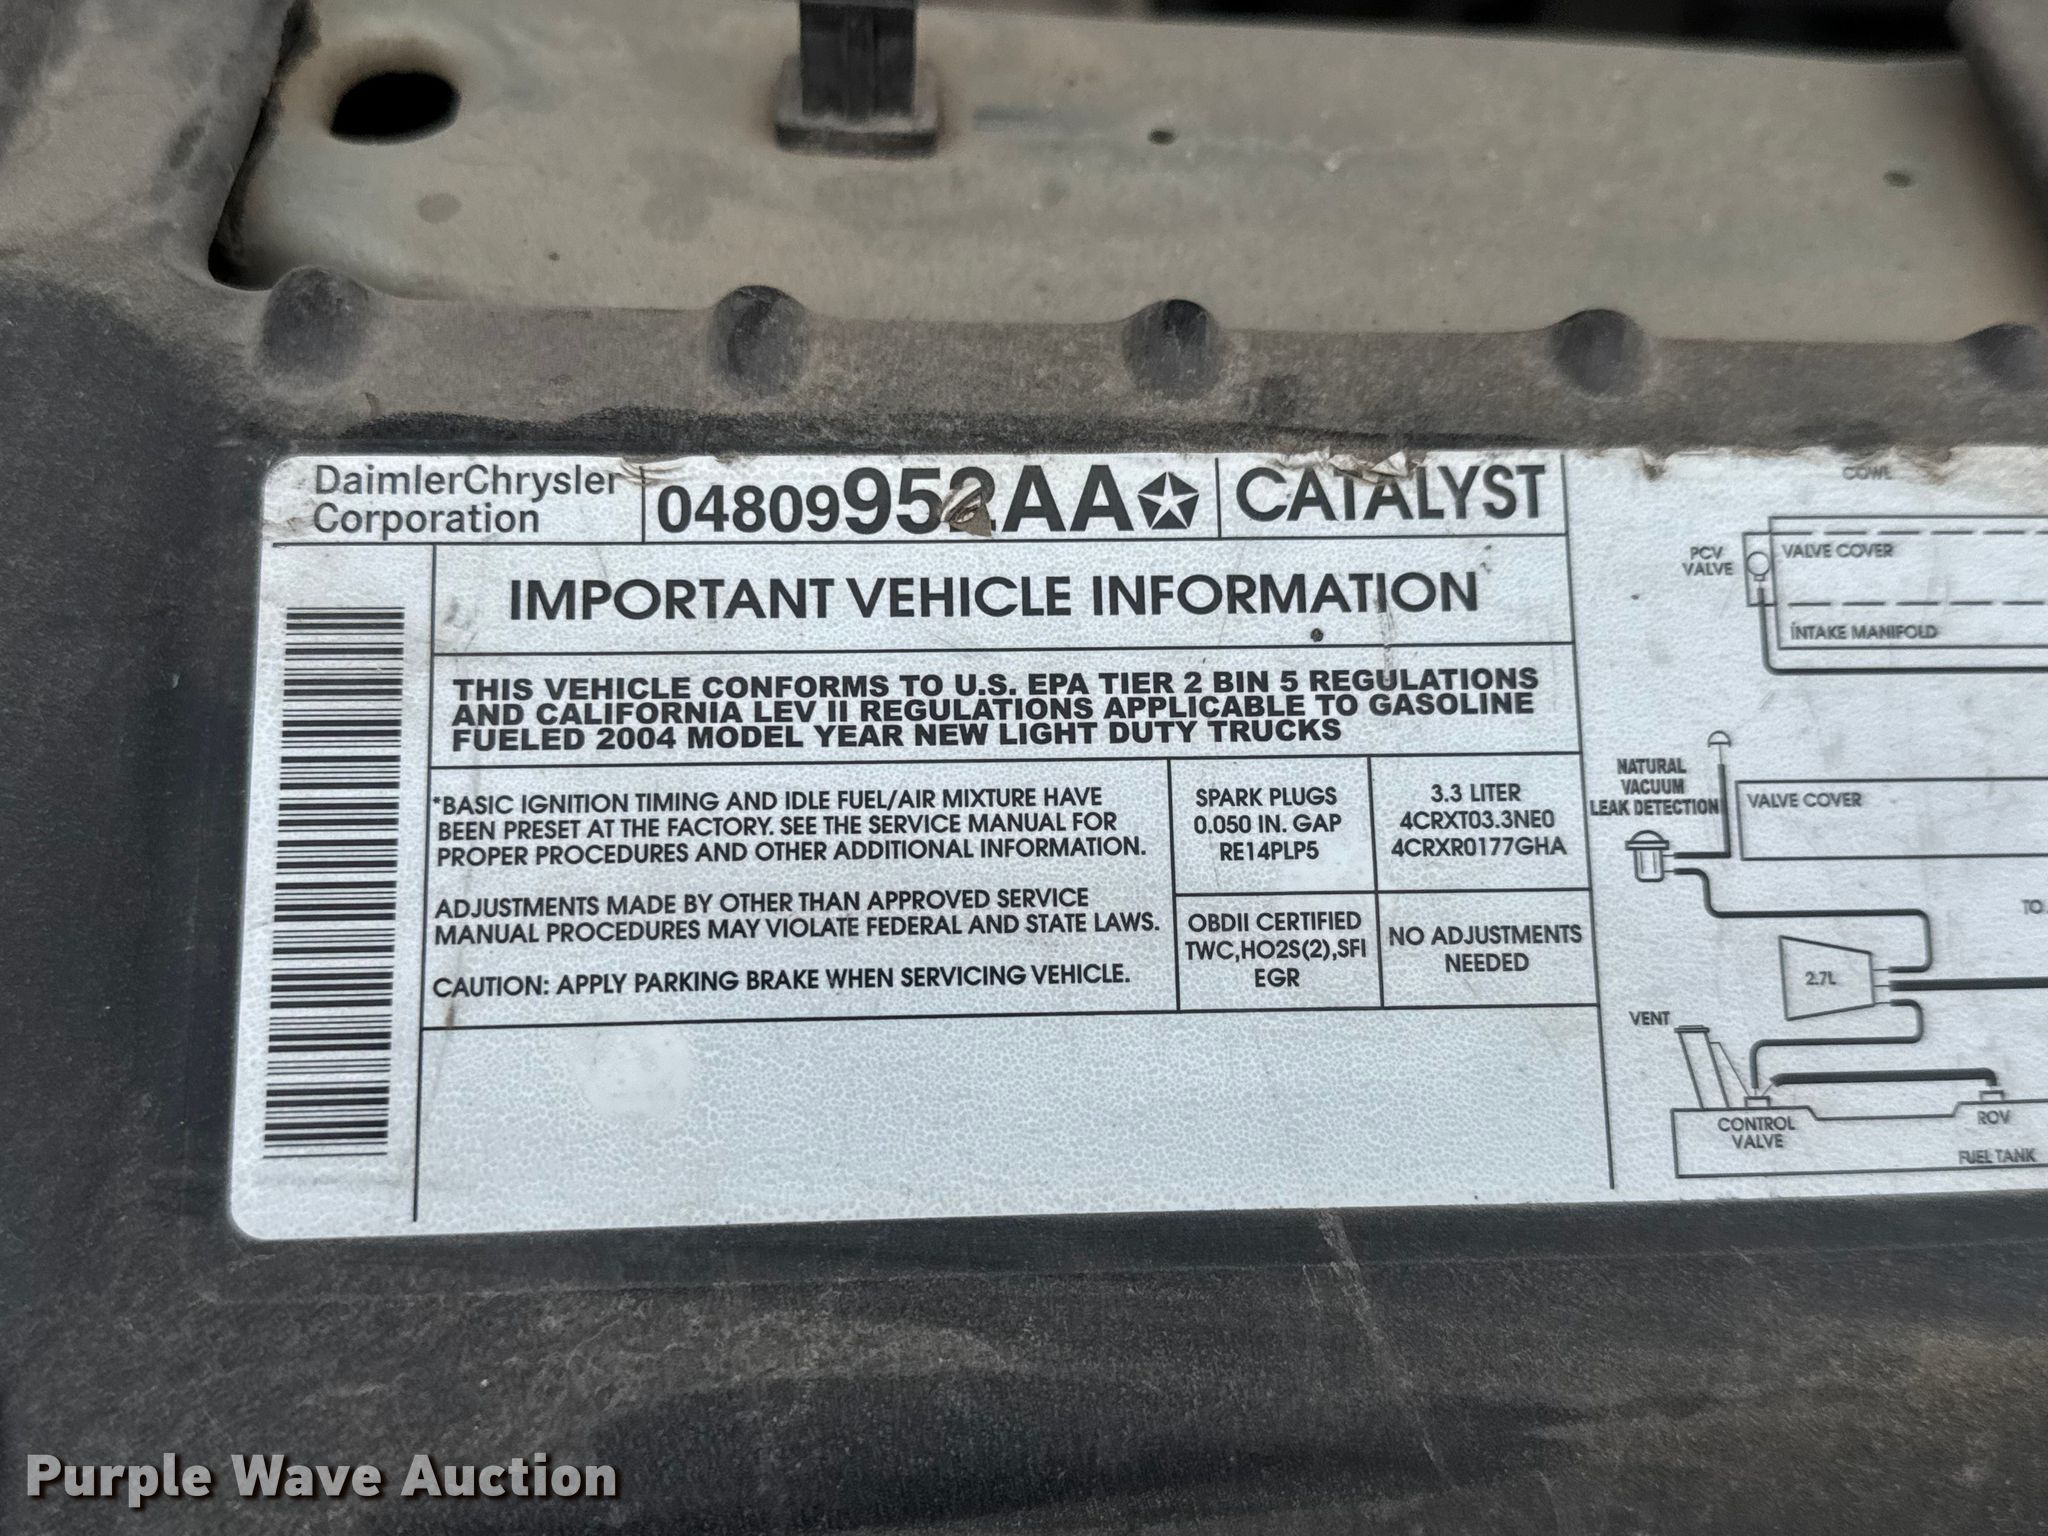 DaimlerChrysler
Corporation
04809952AA
CATALYST
IMPORTANT VEHICLE INFORMATION
THIS VEHICLE CONFORMS TO U.S. EPA TIER 2 BIN 5 REGULATIONS
AND CALIFORNIA LEV II REGULATIONS APPLICABLE TO GASOLINE
FUELED 2004 MODEL YEAR NEW LIGHT DUTY TRUCKS
*BASIC IGNITION TIMING AND IDLE FUEL/AIR MIXTURE HAVE
BEEN PRESET AT THE FACTORY. SEE THE SERVICE MANUAL FOR
PROPER PROCEDURES AND OTHER ADDITIONAL INFORMATION.
ADJUSTMENTS MADE BY OTHER THAN APPROVED SERVICE
MANUAL PROCEDURES MAY VIOLATE FEDERAL AND STATE LAWS.
CAUTION: APPLY PARKING BRAKE WHEN SERVICING VEHICLE.
SPARK PLUGS
0.050 IN. GAP
RE14PLP5
3.3 LITER
4CRXT03.3NE0
4CRXR0177GHA
OBDII CERTIFIED
TWC,HO2S(2),SFI
EGR
NO ADJUSTMENTS
NEEDED
COWL
PCV
VALVE
VALVE COVER
INTAKE MANIFOLD
NATURAL
VACUUM
LEAK DETECTION
VALVE COVER
TO
2.7L
VENT
CONTROL
VALVE
ROV
FUEL TANK
Purple Wave Auction